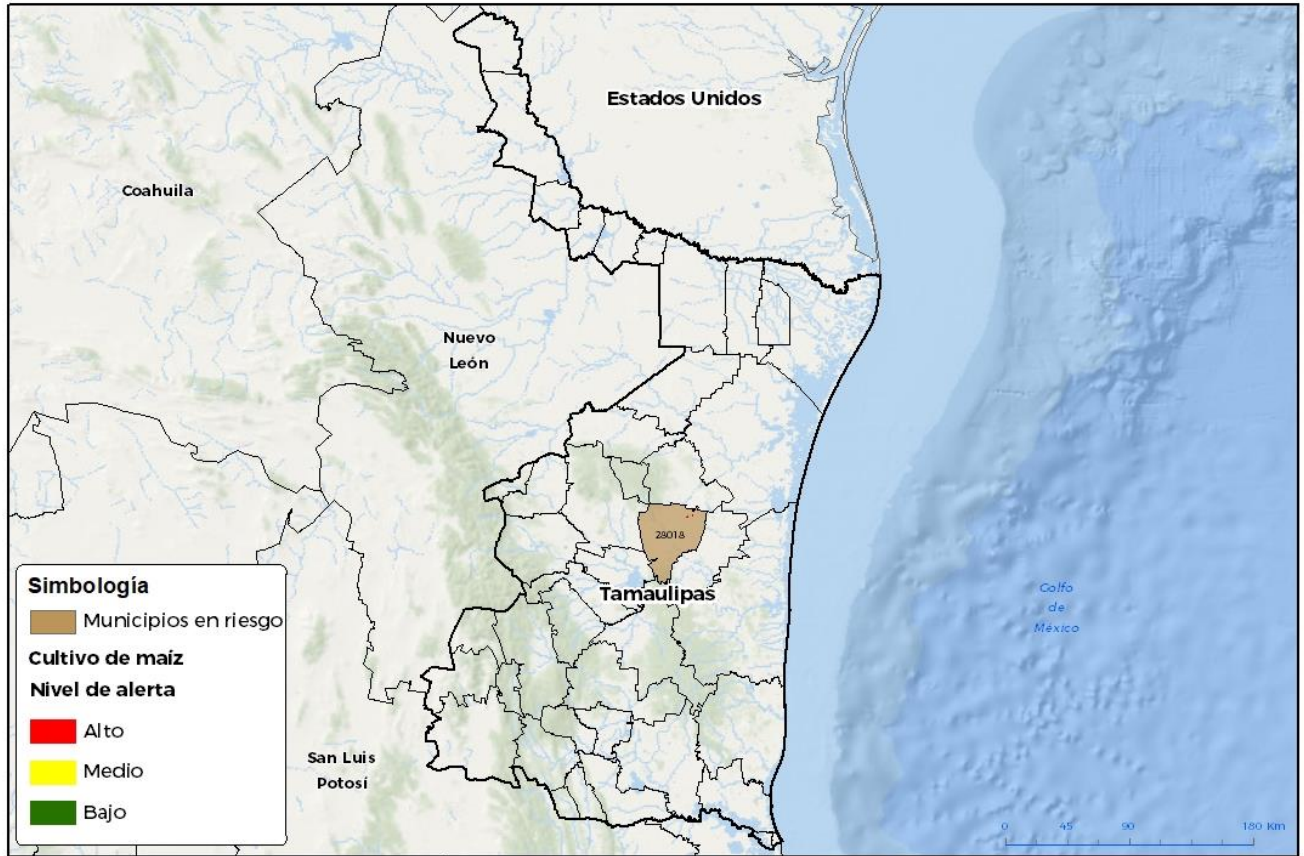 Estados Unidos
Coahuila
Nuevo
León
28018
Tamaulipas
Golfo
de
México
San Luis
Potosí
Simbología
Municipios en riesgo
Cultivo de maíz
Nivel de alerta
Alto
Medio
Bajo
0 45 90 180 Km